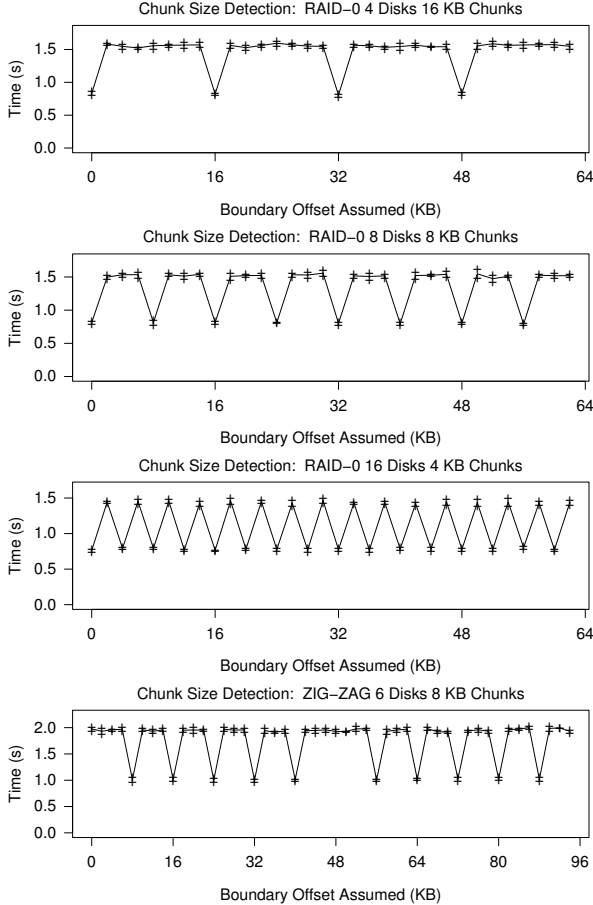 Chunk Size Detection: RAID−0 4 Disks 16 KB Chunks
Time (s)
1.5
1.0
0.5
0.0
0 16 32 48 64
Boundary Offset Assumed (KB)
Chunk Size Detection: RAID−0 8 Disks 8 KB Chunks
Time (s)
1.5
1.0
0.5
0.0
0 16 32 48 64
Boundary Offset Assumed (KB)
Chunk Size Detection: RAID−0 16 Disks 4 KB Chunks
Time (s)
1.5
1.0
0.5
0.0
0 16 32 48 64
Boundary Offset Assumed (KB)
Chunk Size Detection: ZIG−ZAG 6 Disks 8 KB Chunks
Time (s)
2.0
1.5
1.0
0.5
0.0
0 16 32 48 64 80 96
Boundary Offset Assumed (KB)